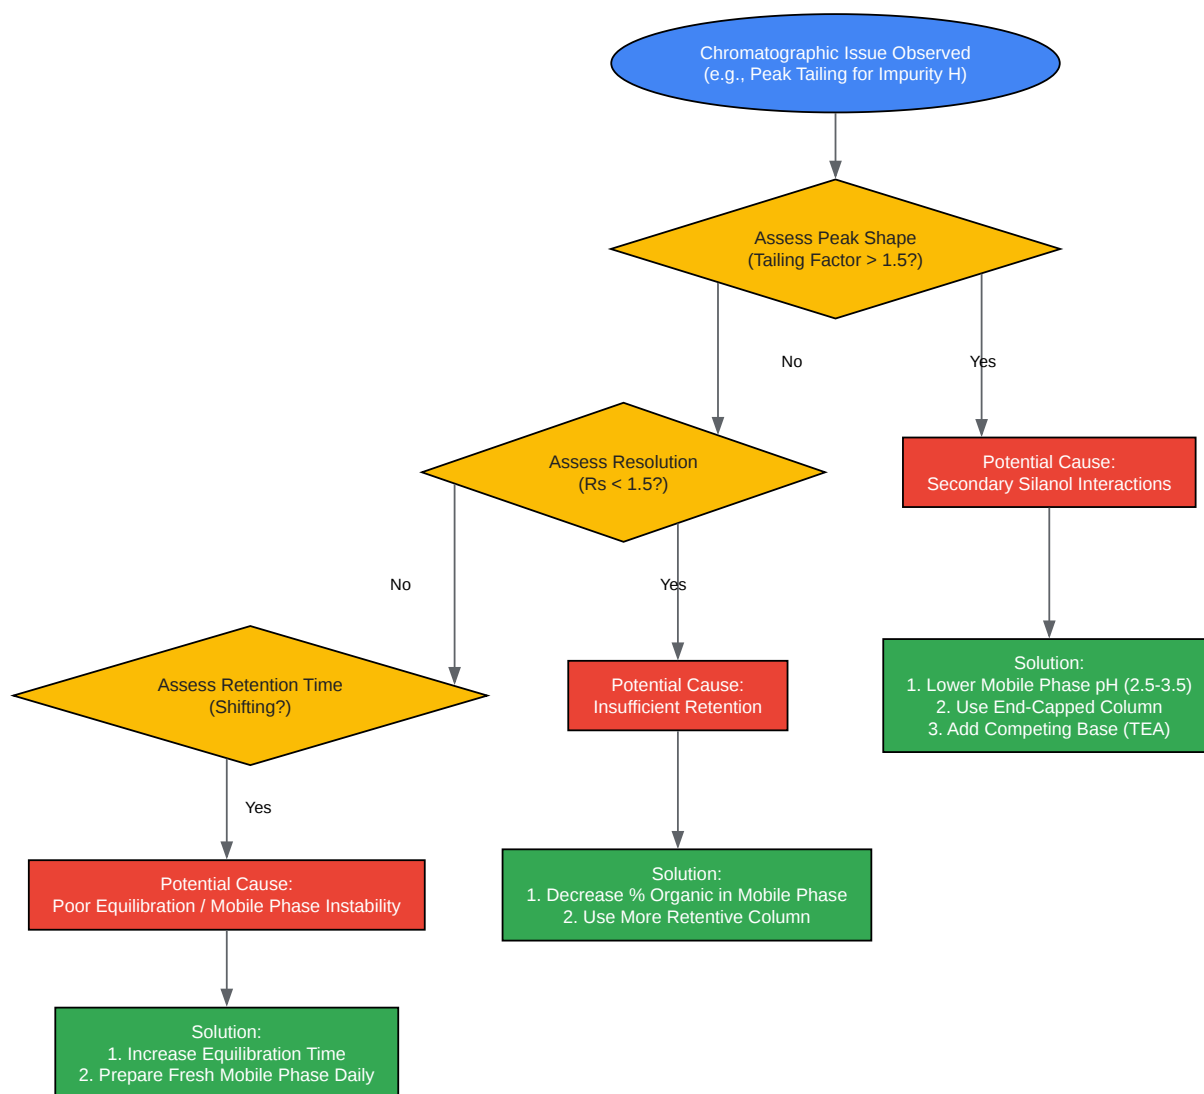 Chromatographic Issue Observed
(e.g., Peak Tailing for Impurity H)
Assess Peak Shape
(Tailing Factor > 1.5?)
No
Yes
Assess Resolution
(Rs < 1.5?)
Potential Cause:
Secondary Silanol Interactions
No
Yes
Solution:
1. Lower Mobile Phase pH (2.5-3.5)
2. Use End-Capped Column
3. Add Competing Base (TEA)
Assess Retention Time
(Shifting?)
Potential Cause:
Insufficient Retention
Yes
Potential Cause:
Poor Equilibration / Mobile Phase Instability
Solution:
1. Decrease % Organic in Mobile Phase
2. Use More Retentive Column
Solution:
1. Increase Equilibration Time
2. Prepare Fresh Mobile Phase Daily